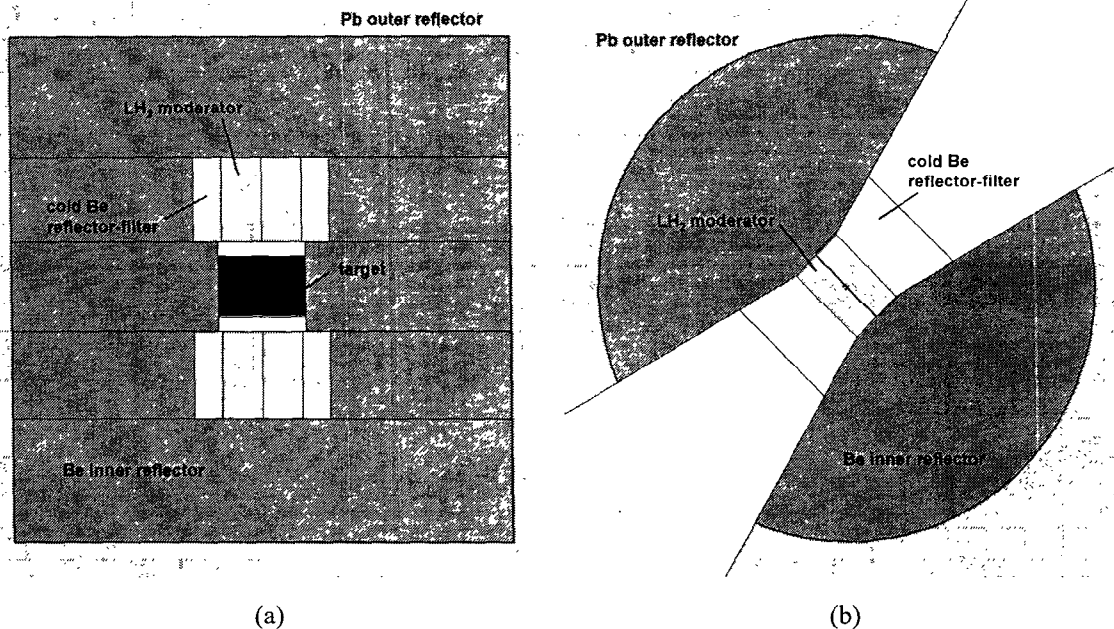 Pb outer reflector
LH₂ moderator
cold Be
reflector-filter
target
Be inner reflector
(a)
Pb outer reflector
cold Be
reflector-filter
LH₂ moderator
Be inner reflector
(b)